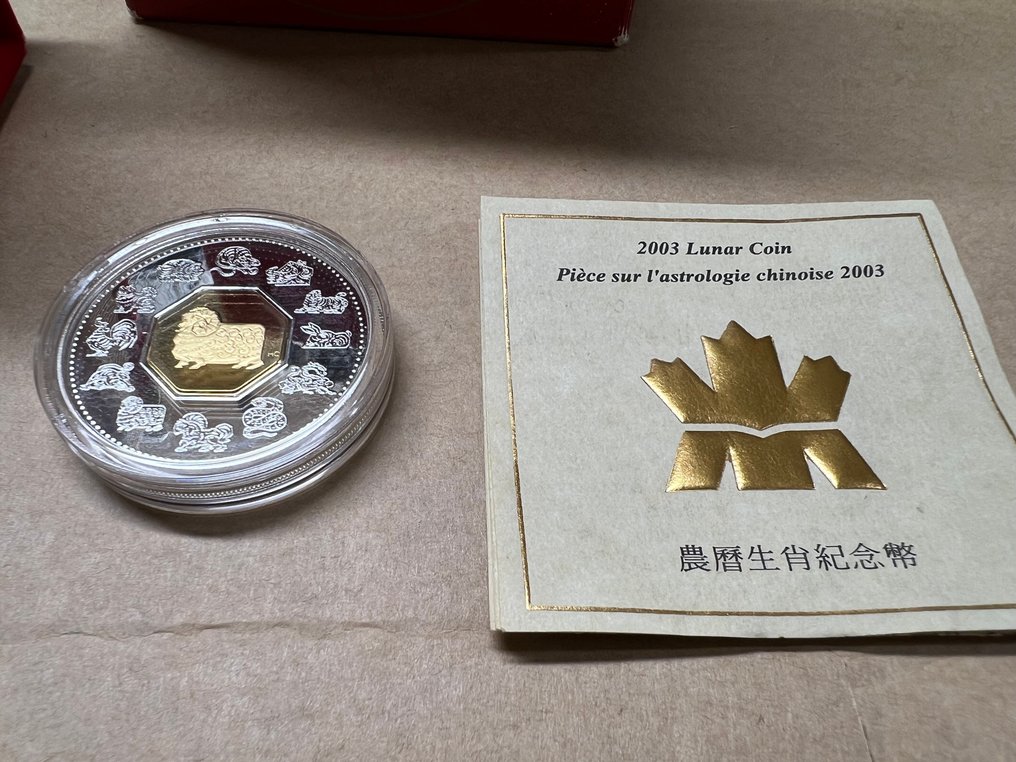 2003 Lunar Coin
Pièce sur l'astrologie chinoise 2003
農曆生肖紀念幣